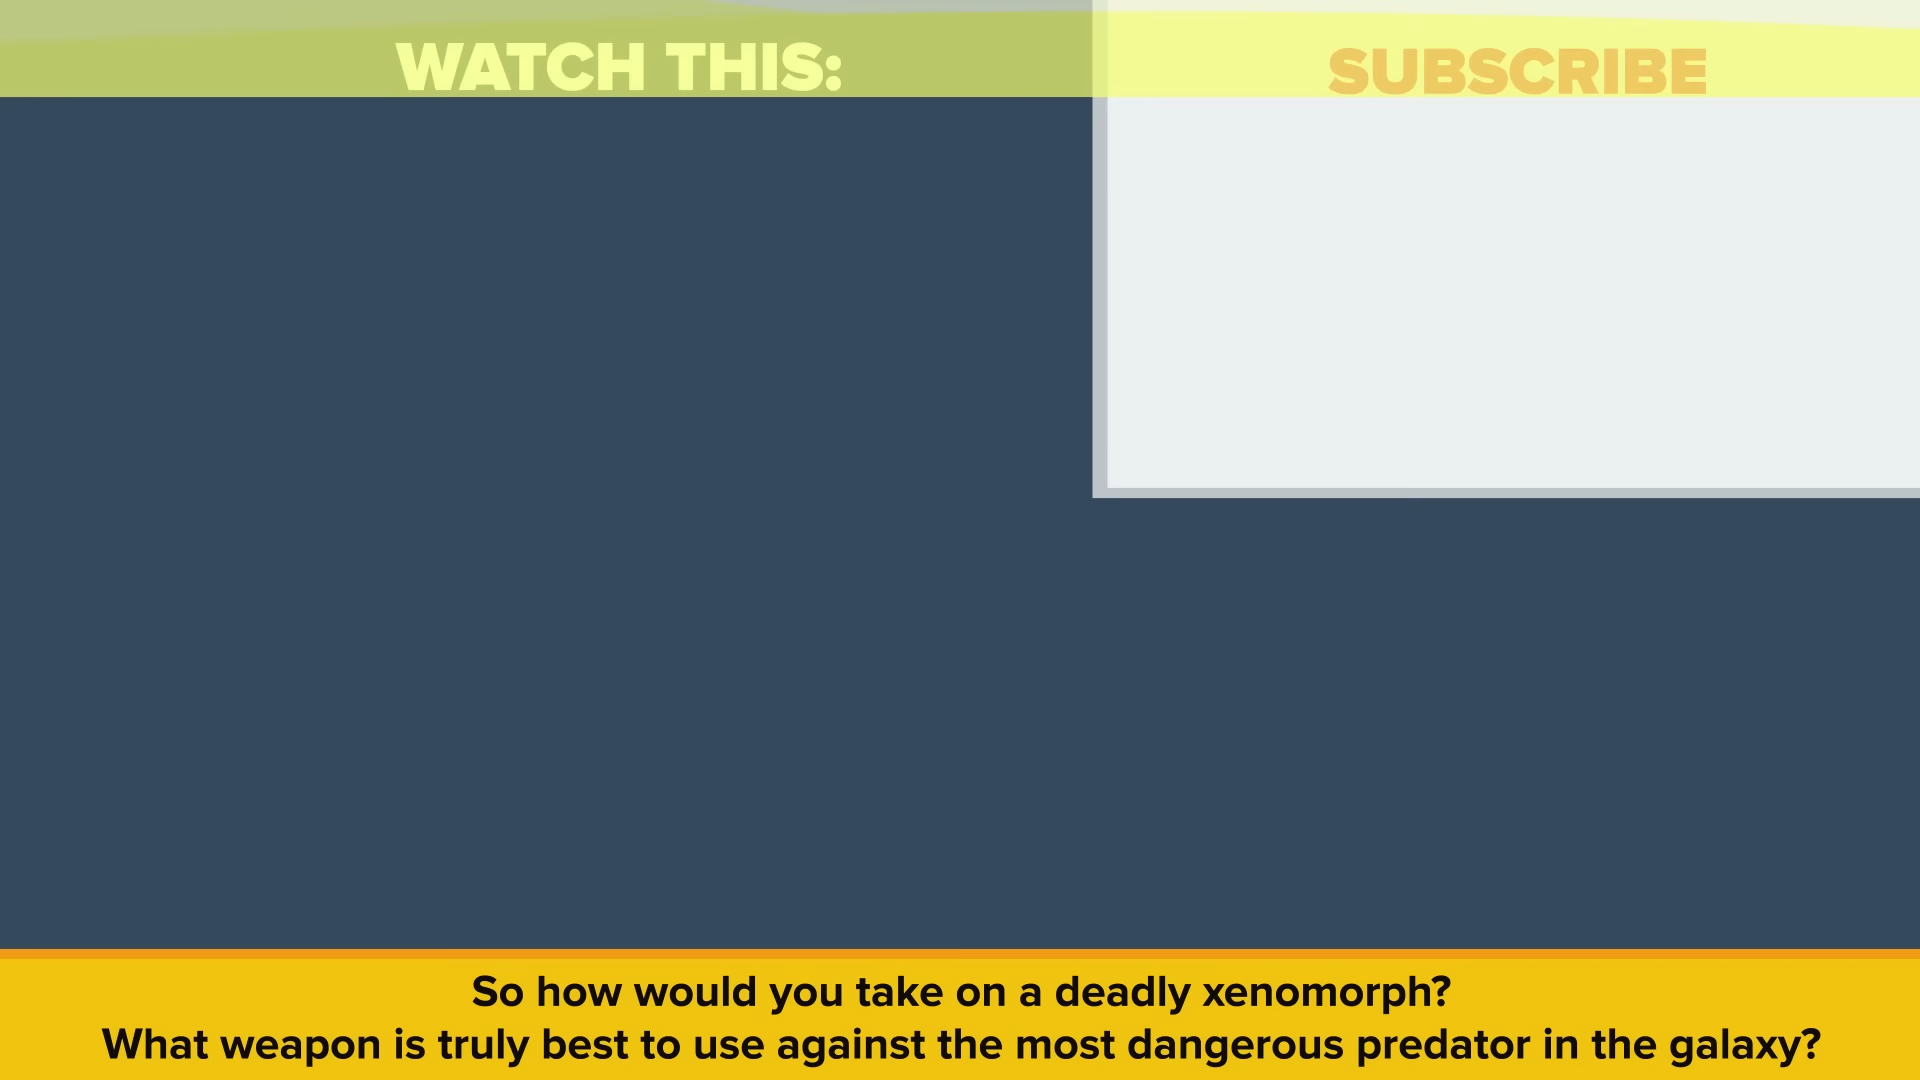 WATCH THIS:
SUBSCRIBE
So how would you take on a deadly xenomorph?
What weapon is truly best to use against the most dangerous predator in the galaxy?